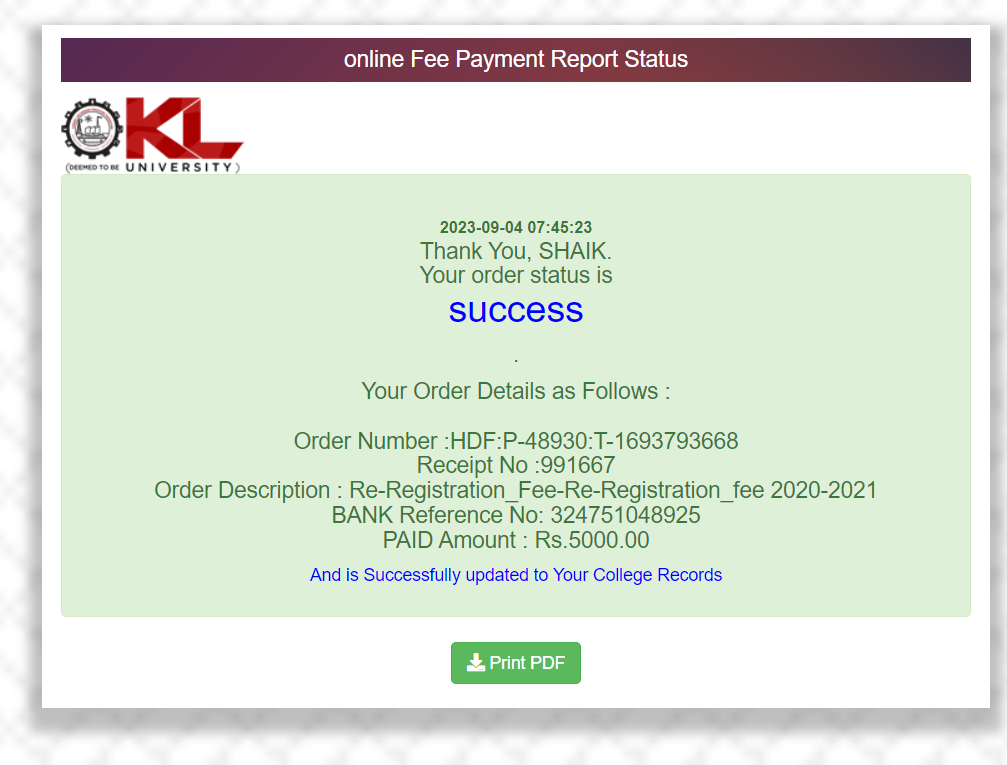 online Fee Payment Report Status
KL
(DEEMED TO BE UNIVERSITY)
2023-09-04 07:45:23
Thank You, SHAIK.
Your order status is
success
.
Your Order Details as Follows :
Order Number :HDF:P-48930:T-1693793668
Receipt No :991667
Order Description : Re-Registration_Fee-Re-Registration_fee 2020-2021
BANK Reference No: 324751048925
PAID Amount : Rs.5000.00
And is Successfully updated to Your College Records
Print PDF